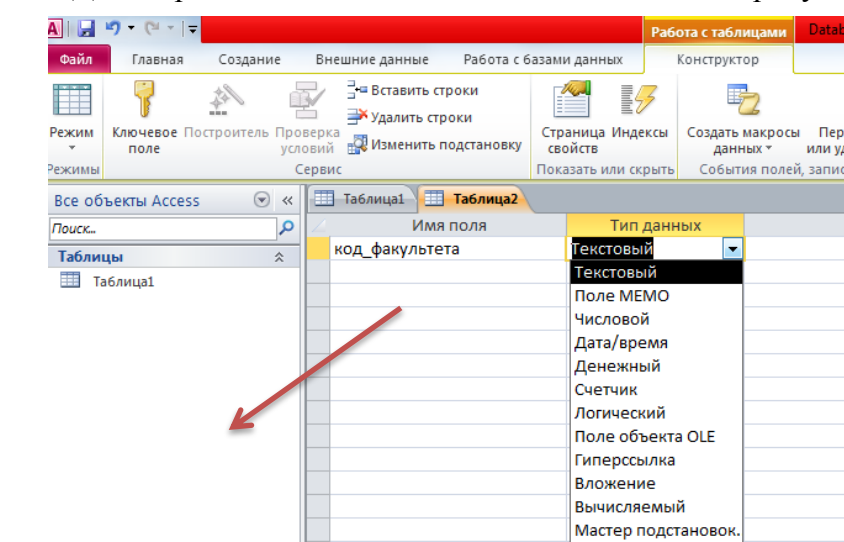 Работа с таблицами Datab
Файл Главная Создание Внешние данные Работа с базами данных Конструктор
Вставить строки
Удалить строки
Изменить подстановку
Режим Ключевое поле Построитель Проверка условий Страница свойств Индексы Создать макросы данных Пер или уд
Режимы Сервис Показать или скрыть События полей, запис
Все объекты Access « Таблица1 Таблица2
Поиск... Имя поля Тип данных
Таблицы код_факультета Текстовый
Таблица1 Текстовый
Поле МЕМО
Числовой
Дата/время
Денежный
Счетчик
Логический
Поле объекта OLE
Гиперссылка
Вложение
Вычисляемый
Мастер подстановок.